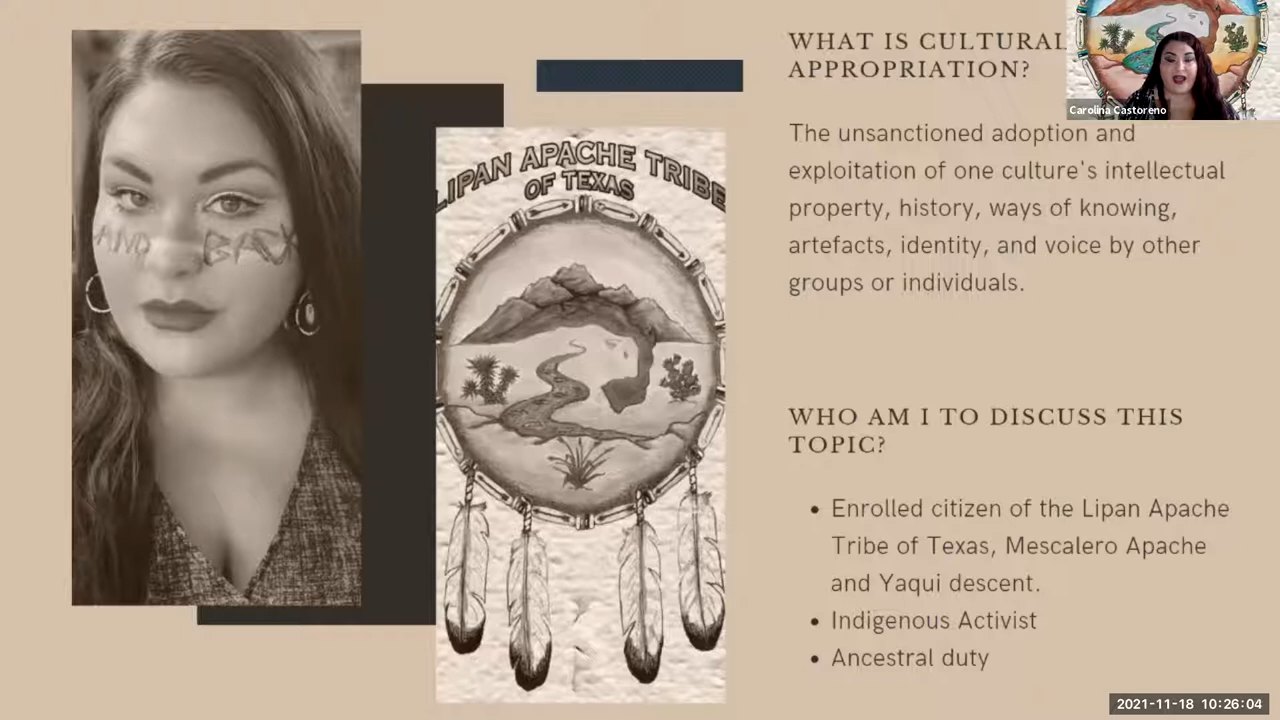 WHAT IS CULTURAL
APPROPRIATION?
Carolina Castoreno
The unsanctioned adoption and
exploitation of one culture's intellectual
property, history, ways of knowing,
artefacts, identity, and voice by other
groups or individuals.
AND BACK
LIPAN APACHE TRIBE
OF TEXAS
WHO AM I TO DISCUSS THIS
TOPIC?
• Enrolled citizen of the Lipan Apache
Tribe of Texas, Mescalero Apache
and Yaqui descent.
• Indigenous Activist
• Ancestral duty
2021-11-18 10:26:04